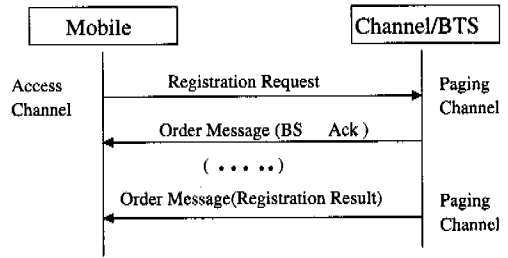 Mobile
Channel/BTS
Access
Channel
Registration Request
Paging
Channel
Order Message (BS Ack )
( . . . . . )
Order Message(Registration Result)
Paging
Channel